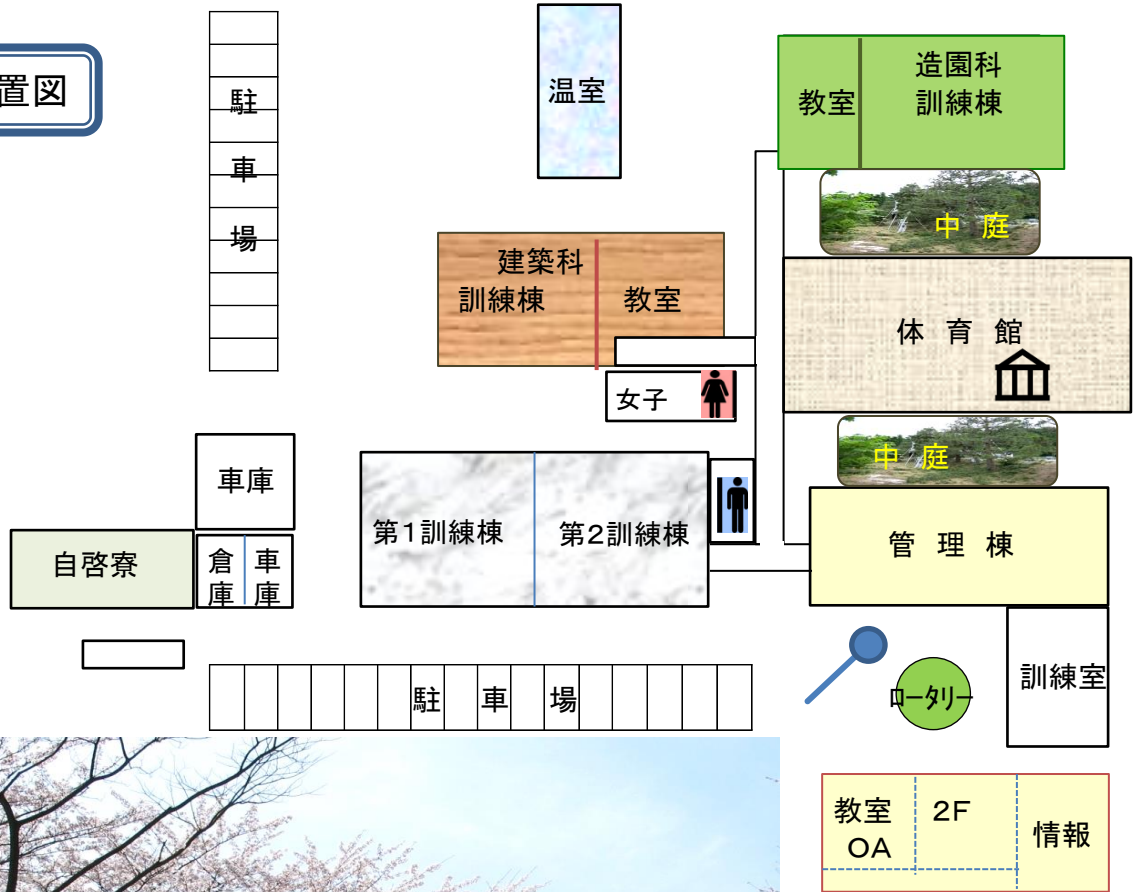 置図
駐
車
場
温室
教室
造園科
訓練棟
中 庭
建築科
訓練棟
教室
体 育 館
女子
中 庭
車庫
第1訓練棟
第2訓練棟
管 理 棟
自啓寮
倉庫
車庫
訓練室
ロータリー
駐 車 場
教室
OA
2F
情報